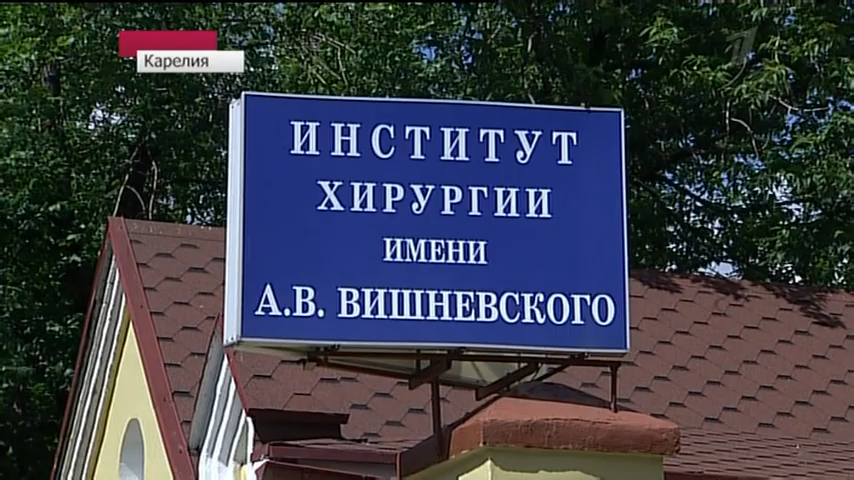 Карелия
ИНСТИТУТ
ХИРУРГИИ
ИМЕНИ
А.В. ВИШНЕВСКОГО